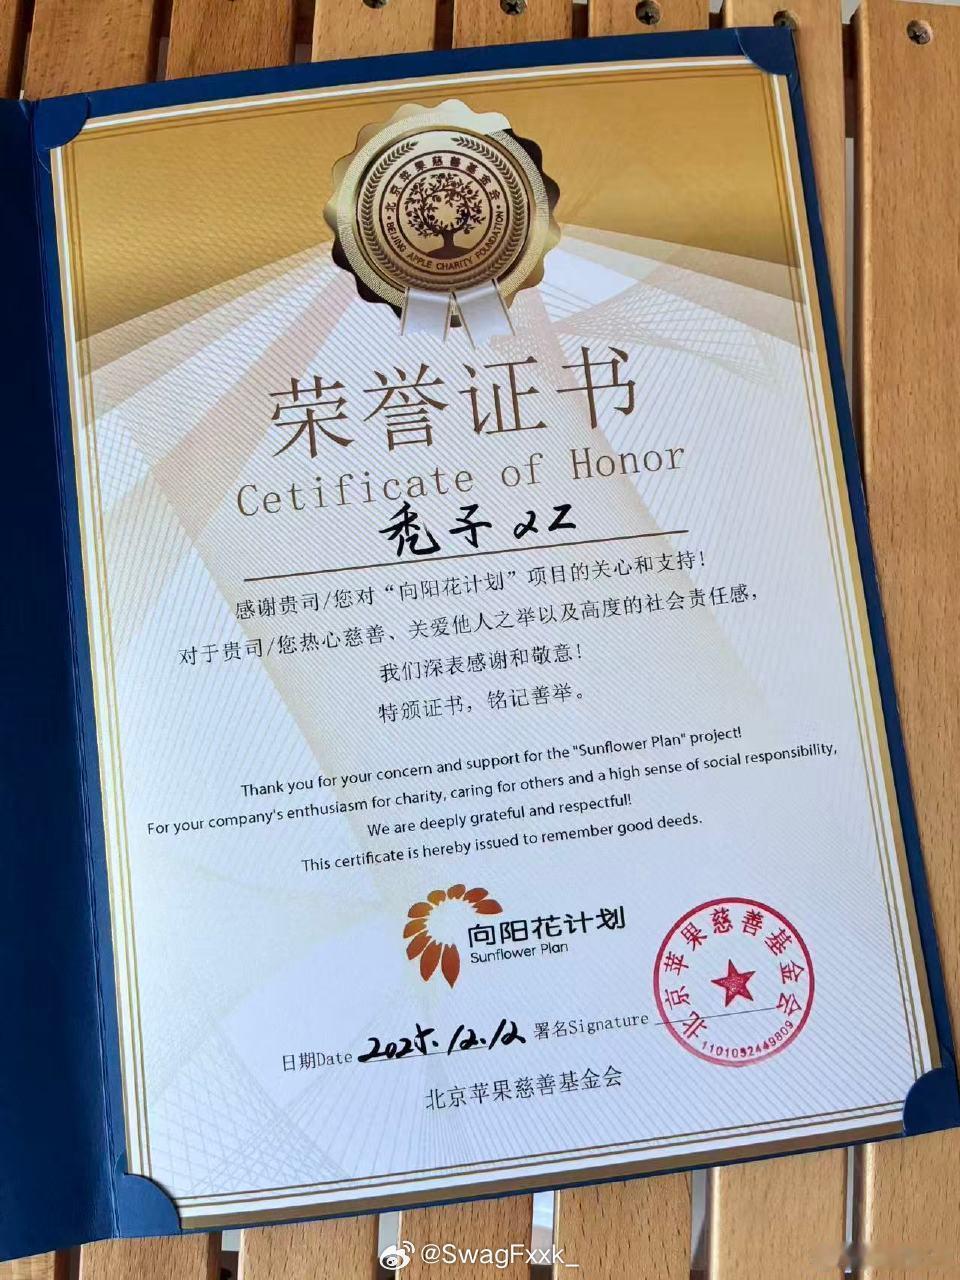 北京苹果慈善基金会
BEIJING APPLE CHARITY FOUNDATION
荣誉证书
Cetificate of Honor
秃子
感谢贵司/您对“向阳花计划”项目的关心和支持！
对于贵司/您热心慈善、关爱他人之举以及高度的社会责任感，
我们深表感谢和敬意！
特颁证书，铭记善举。
Thank you for your concern and support for the "Sunflower Plan" project!
For your company's enthusiasm for charity, caring for others and a high sense of social responsibility,
We are deeply grateful and respectful!
This certificate is hereby issued to remember good deeds.
向阳花计划
Sunflower Plan
北京苹果慈善基金会
日期Date 2025.12.12 署名Signature
北京苹果慈善基金会
@SwagFxxk_